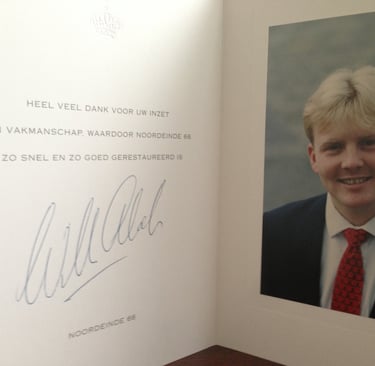 HEEL VEEL DANK VOOR UW INZET
VAKMANSCHAP, WAARDOOR NOORDEINDE 66
ZO SNEL EN ZO GOED GERESTAUREERD IS
NOORDEINDE 66